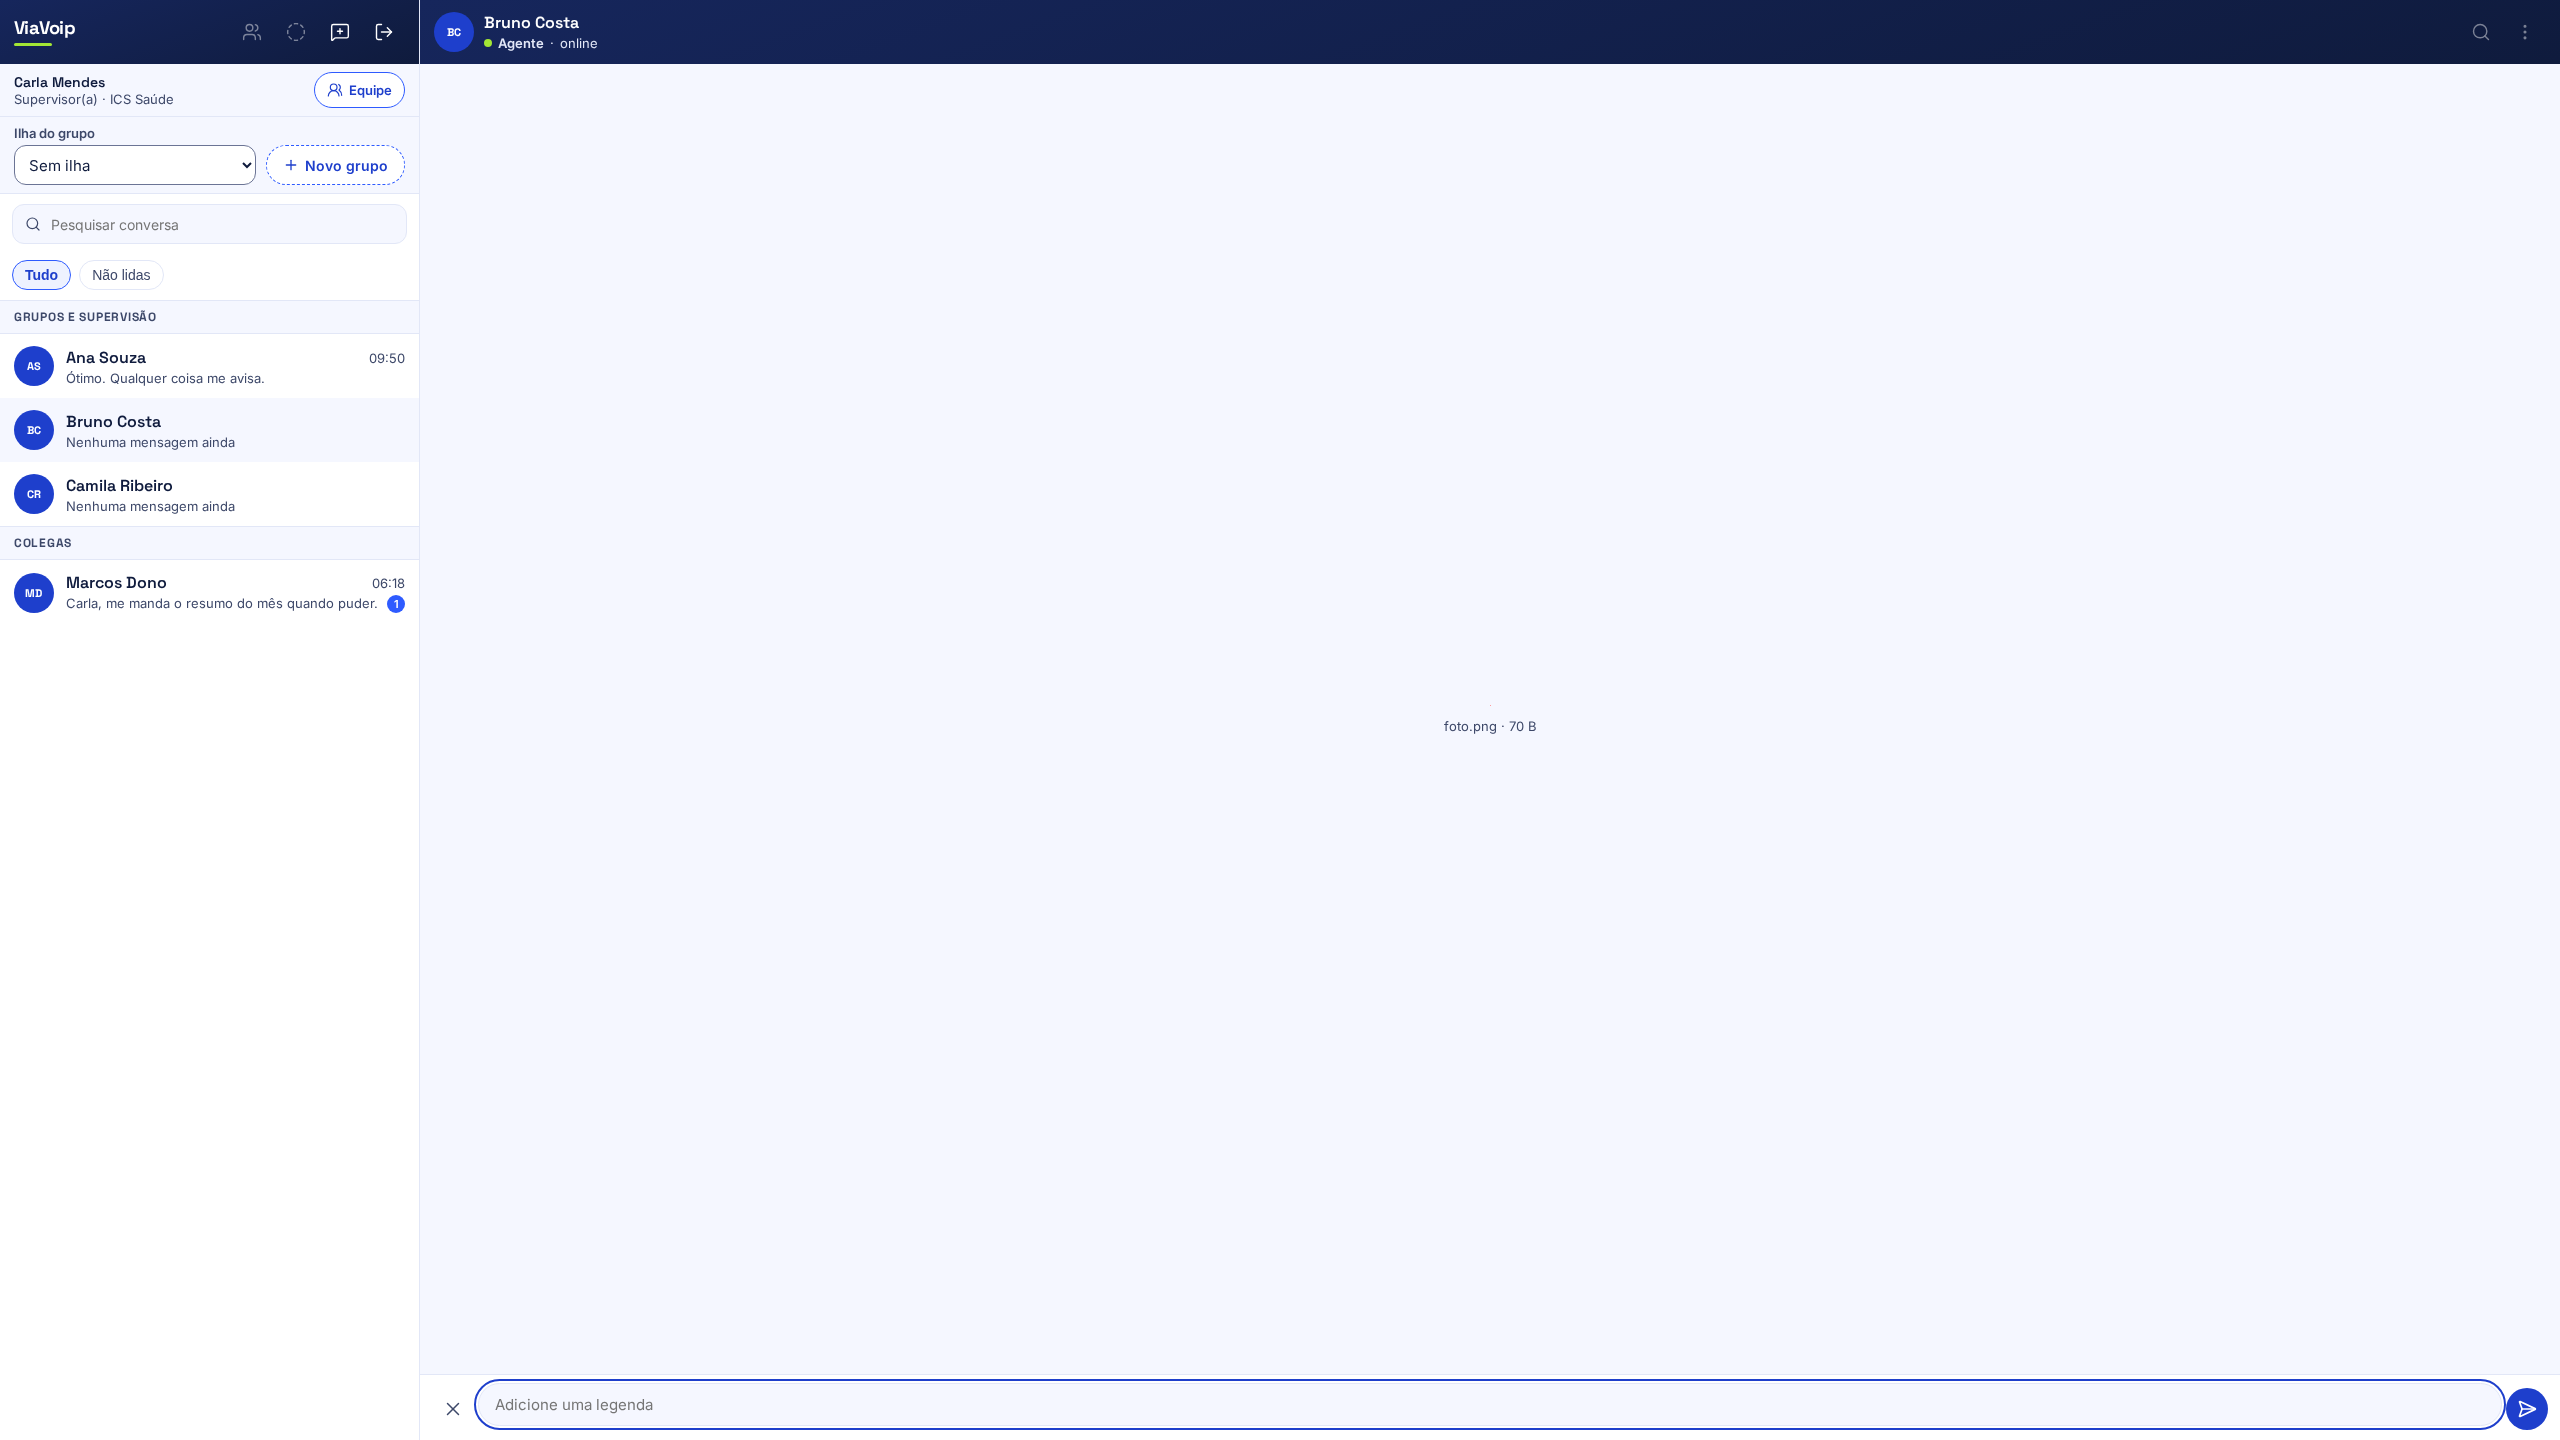 ViaVoip
Carla Mendes
Supervisor(a) · ICS Saúde
Equipe
Ilha do grupo
Sem ilha
Novo grupo
Pesquisar conversa
Tudo
Não lidas
GRUPOS E SUPERVISÃO
AS
Ana Souza
09:50
Ótimo. Qualquer coisa me avisa.
BC
Bruno Costa
Nenhuma mensagem ainda
CR
Camila Ribeiro
Nenhuma mensagem ainda
COLEGAS
MD
Marcos Dono
06:18
Carla, me manda o resumo do mês quando puder.
1
BC
Bruno Costa
Agente · online
foto.png · 70 B
Adicione uma legenda